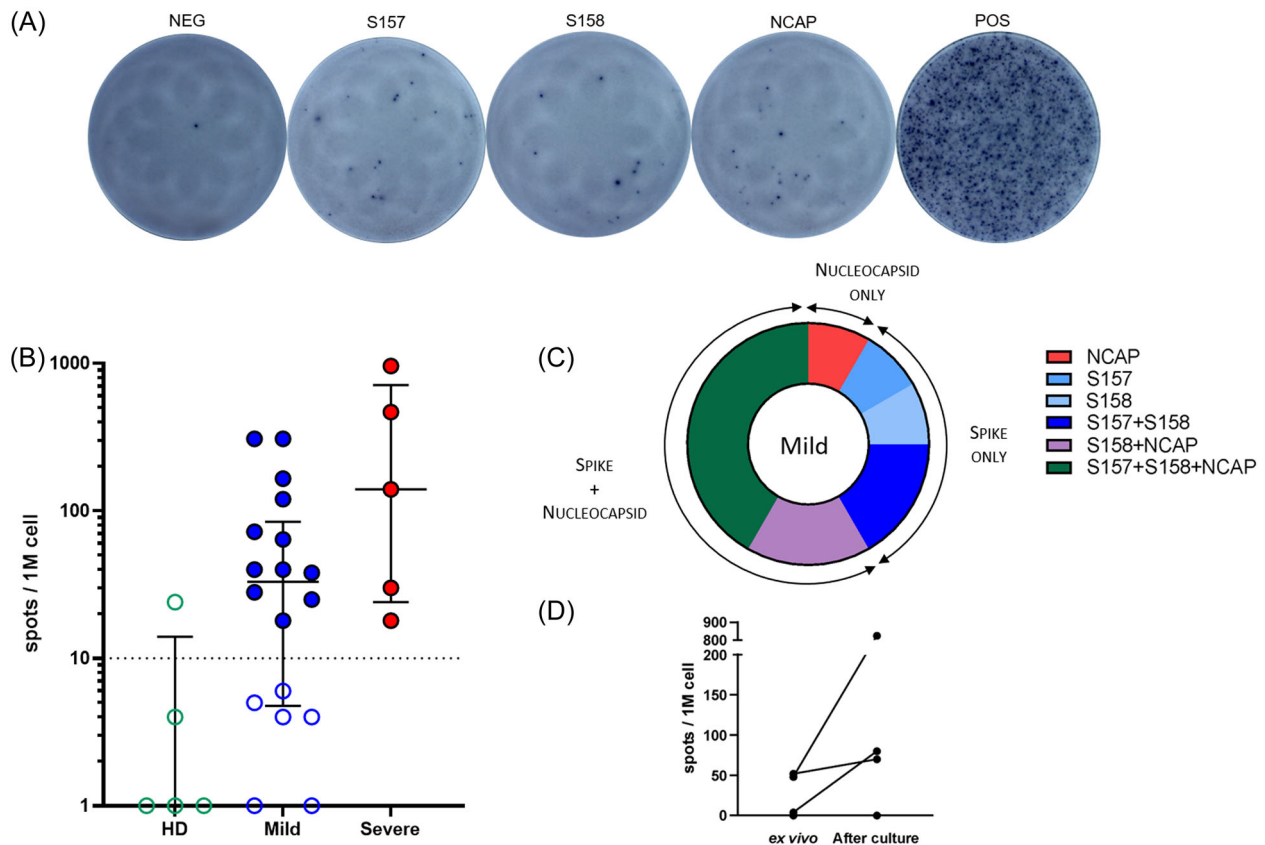 (A)
NEG
S157
S158
NCAP
POS
(B)
spots / 1M cell
1000
100
10
1
HD
Mild
Severe
(C)
NUCLEOCAPSID
ONLY
SPIKE
ONLY
SPIKE
+
NUCLEOCAPSID
Mild
NCAP
S157
S158
S157+S158
S158+NCAP
S157+S158+NCAP
(D)
spots / 1M cell
900
800
200
150
100
50
0
ex vivo
After culture